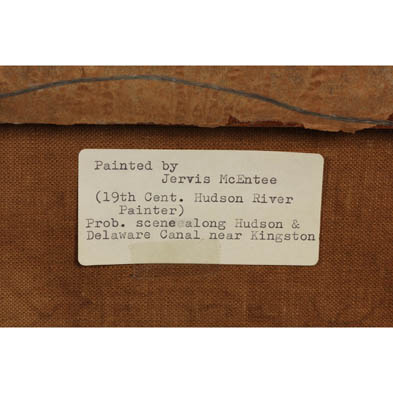 Painted by
Jervis McEntee
(19th Cent. Hudson River
Painter)
Prob. scene along Hudson &
Delaware Canal near Kingston